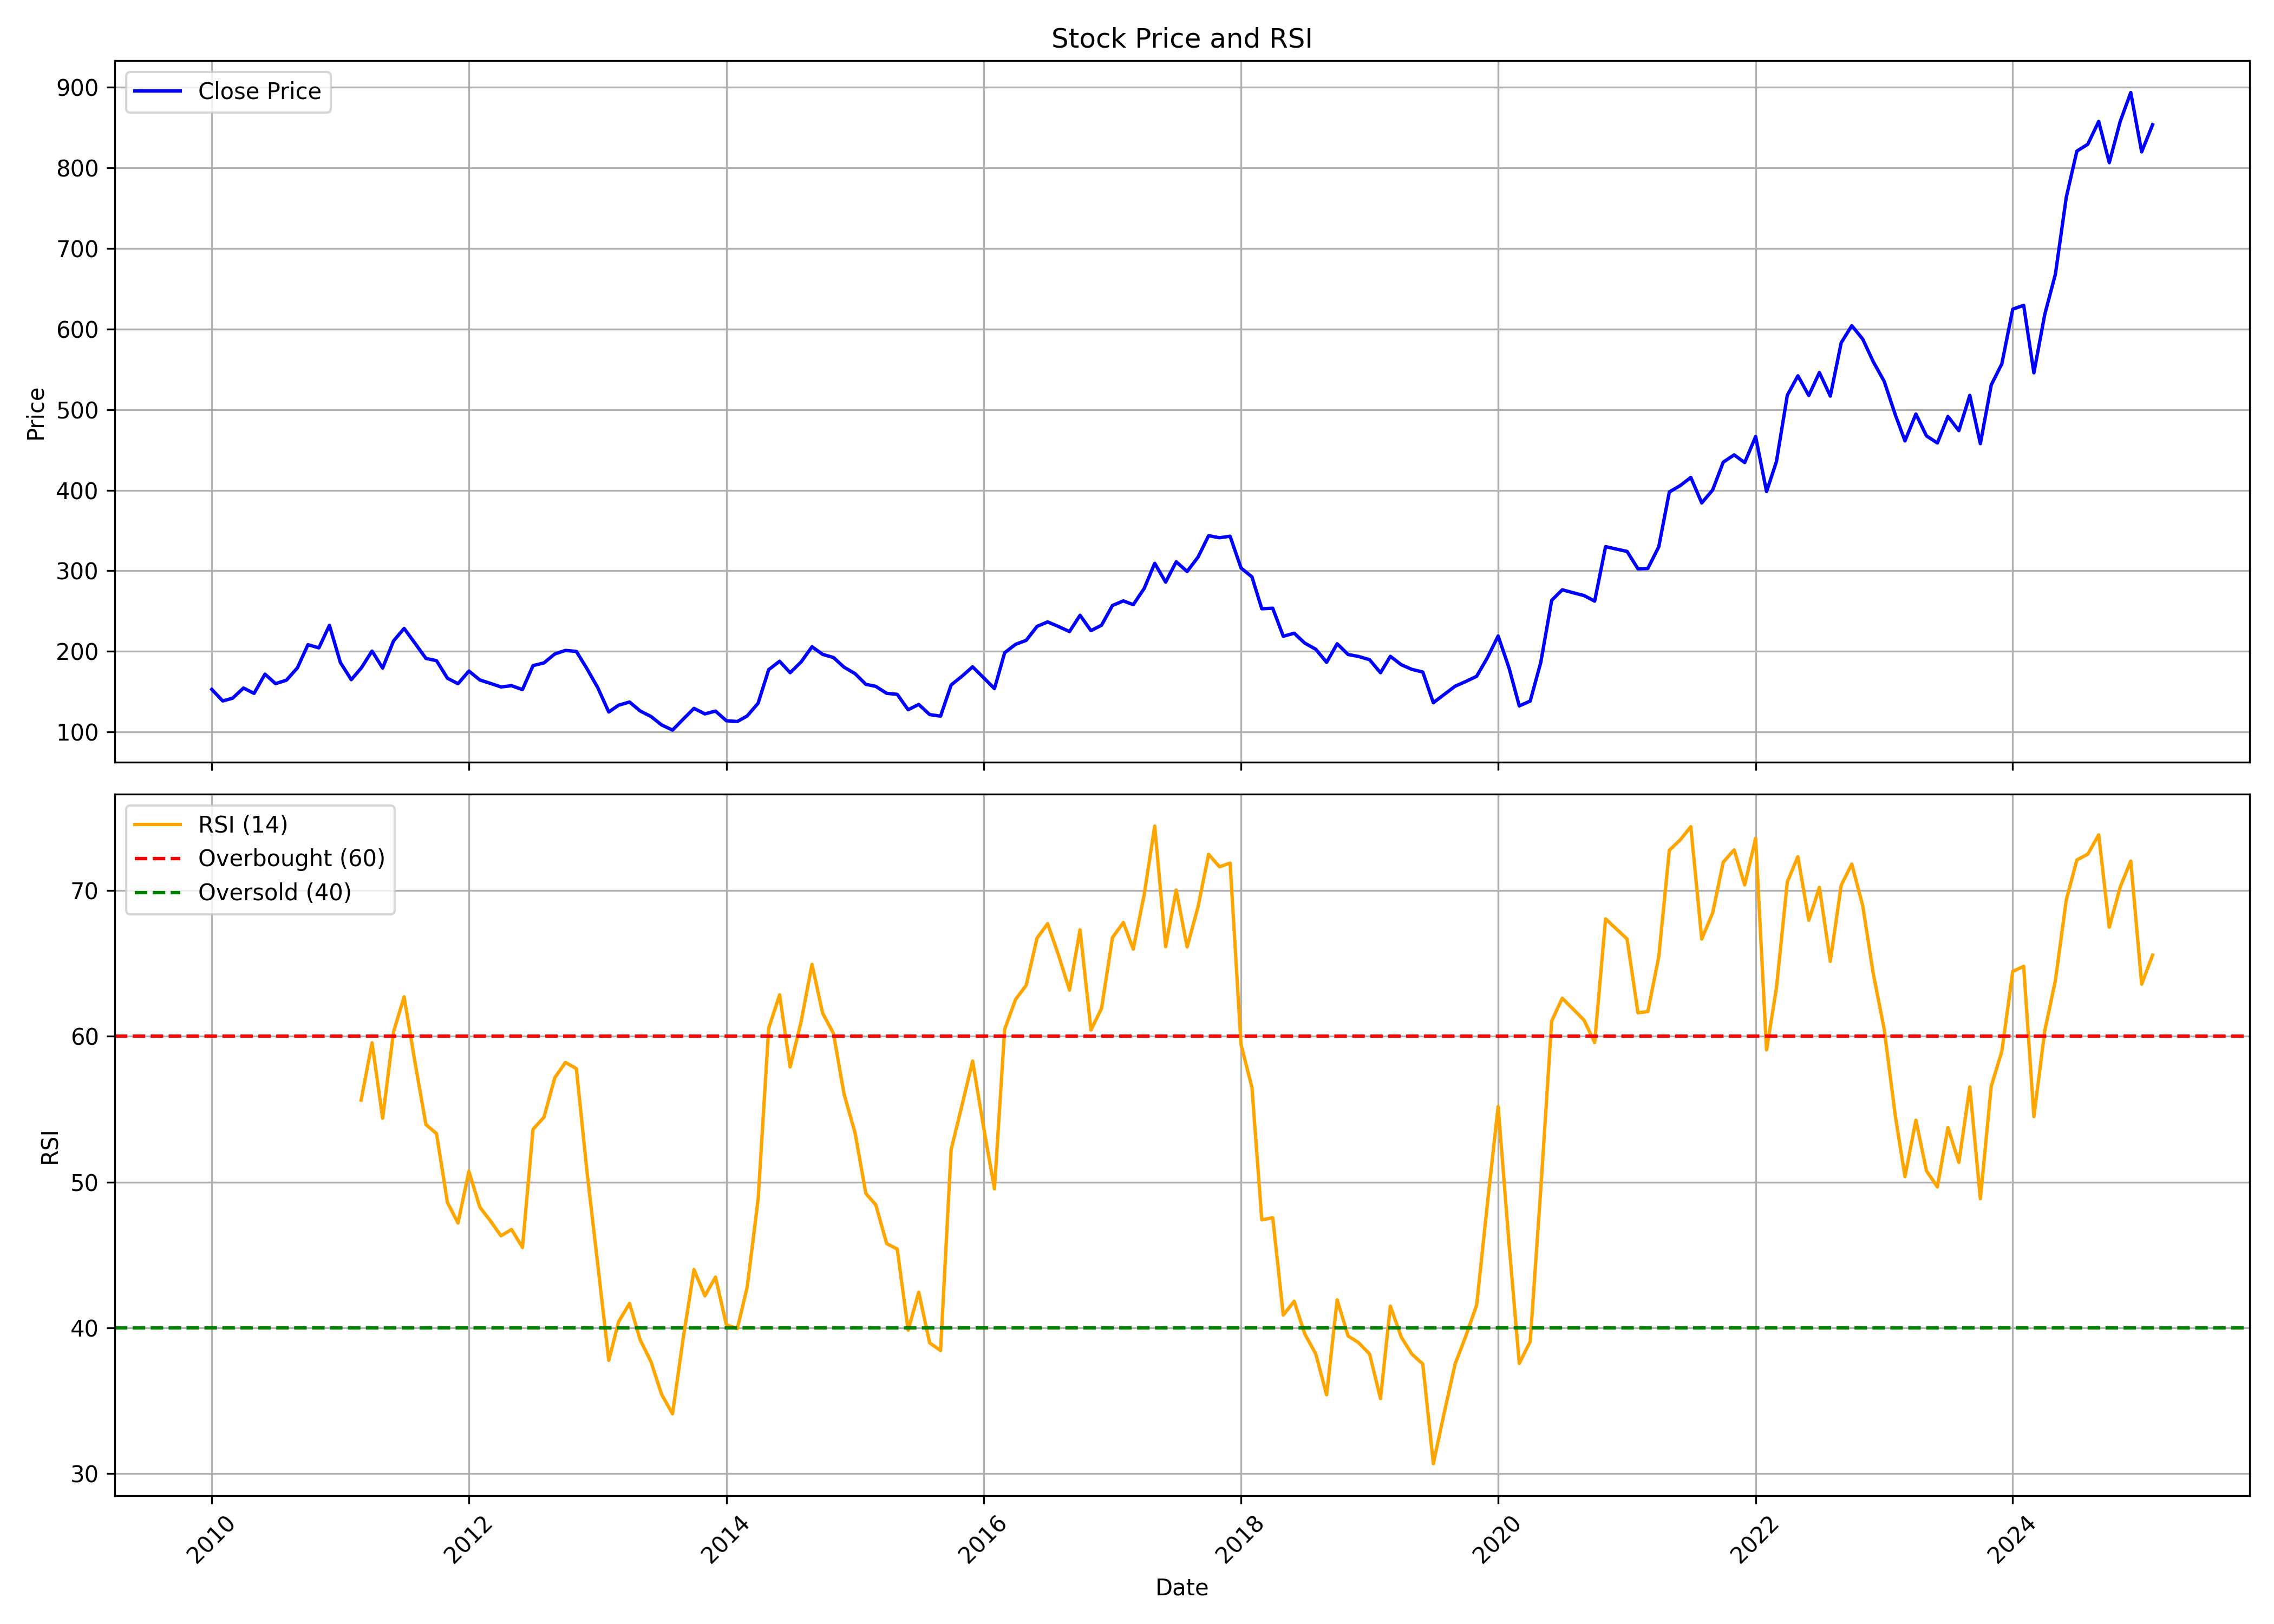 Stock Price and RSI
Close Price
900
800
700
600
500
400
300
200
100
Price
RSI (14)
Overbought (60)
Oversold (40)
70
60
50
40
30
RSI
2010
2012
2014
2016
2018
2020
2022
2024
Date